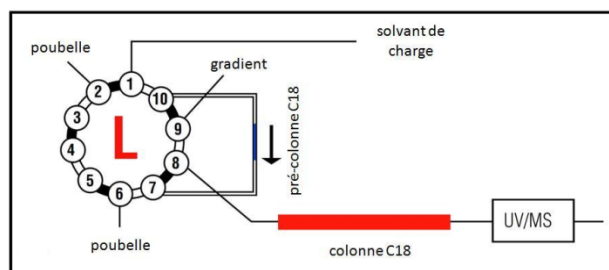 solvant de
charge
poubelle
gradient
1
2
10
3
9
4
L
8
5
6
7
pré-colonne C18
poubelle
UV/MS
colonne C18